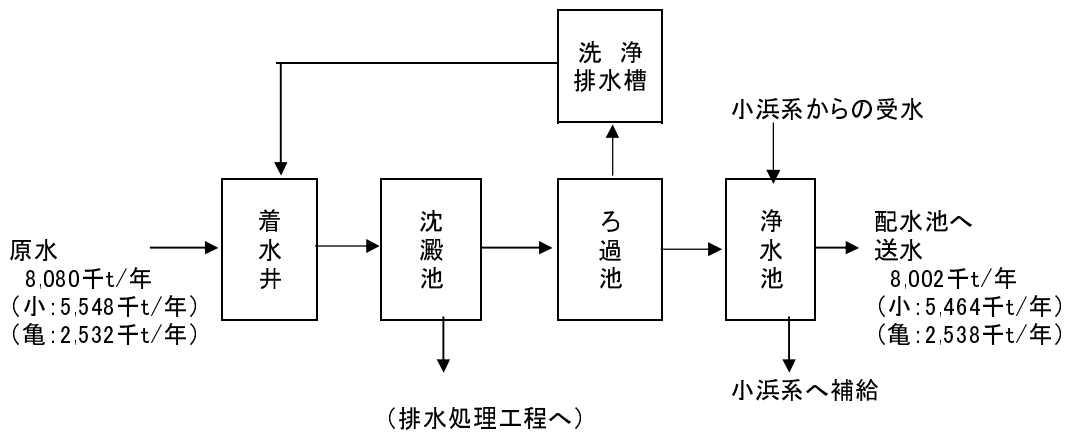 洗　浄
排水槽
小浜系からの受水
着水井
沈澱池
ろ過池
浄水池
原水
8,080千t/年
(小：5,548千t/年)
(亀：2,532千t/年)
配水池へ
送水
8,002千t/年
(小：5,464千t/年)
(亀：2,538千t/年)
小浜系へ補給
(排水処理工程へ)